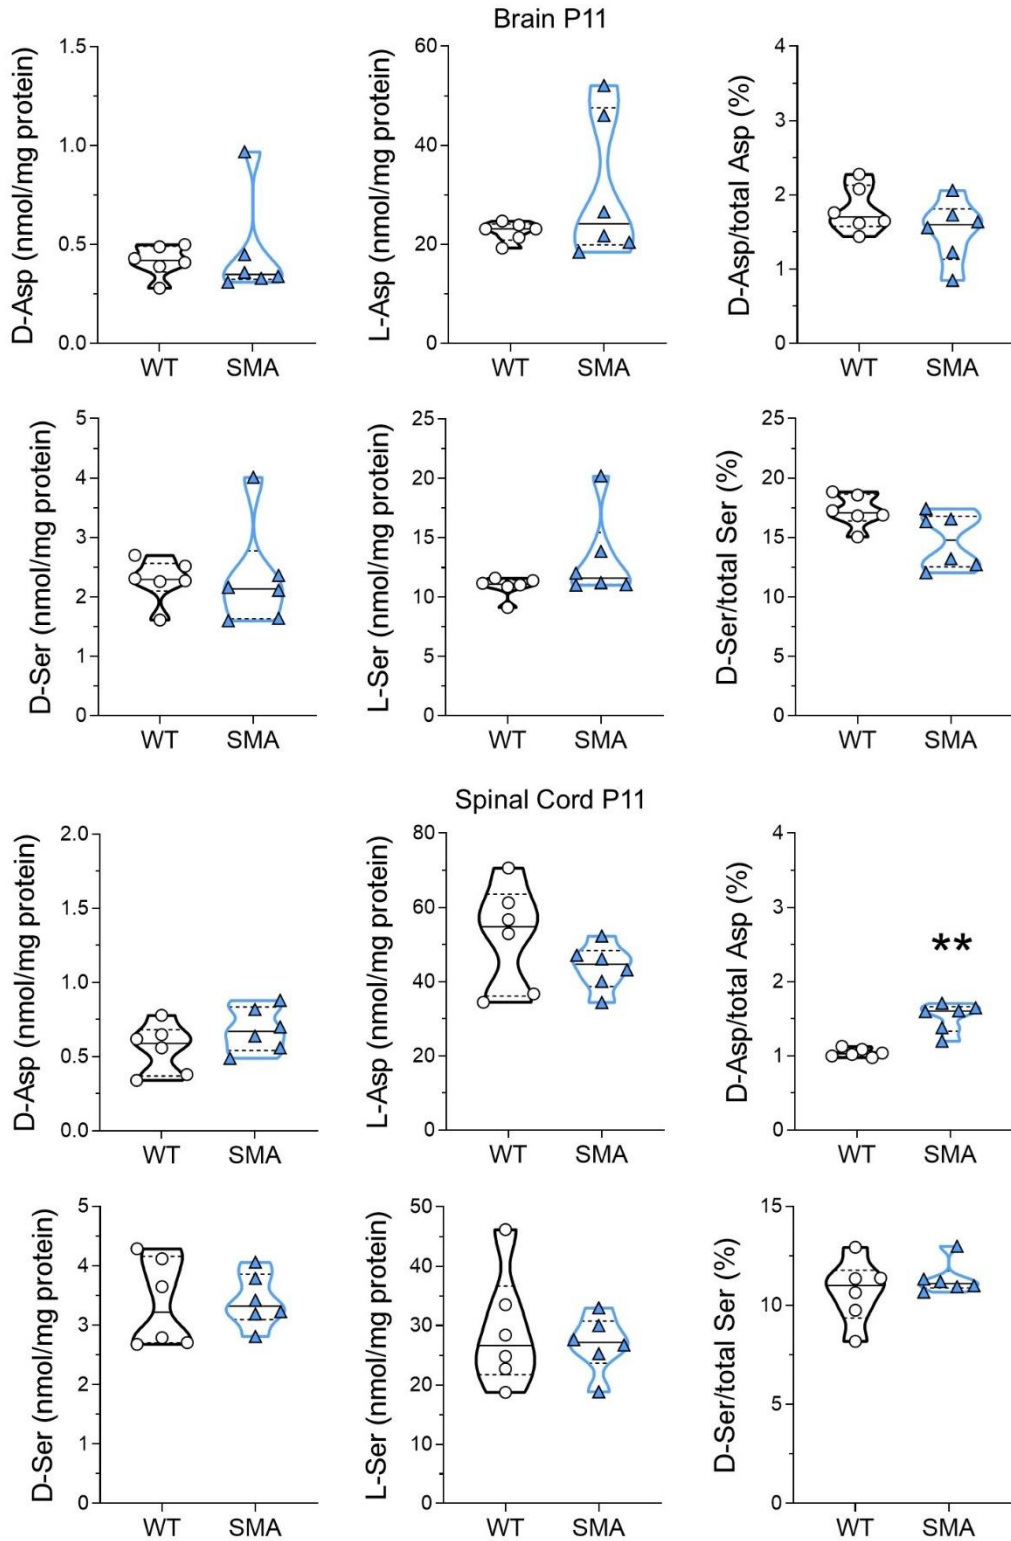 Brain P11
D-Asp (nmol/mg protein)
1.5
1.0
0.5
0.0
WT SMA
L-Asp (nmol/mg protein)
60
40
20
0
WT SMA
D-Asp/total Asp (%)
4
3
2
1
0
WT SMA
D-Ser (nmol/mg protein)
5
4
3
2
1
0
WT SMA
L-Ser (nmol/mg protein)
25
20
15
10
5
0
WT SMA
D-Ser/total Ser (%)
25
20
15
10
5
0
WT SMA
Spinal Cord P11
D-Asp (nmol/mg protein)
2.0
1.5
1.0
0.5
0.0
WT SMA
L-Asp (nmol/mg protein)
80
60
40
20
0
WT SMA
D-Asp/total Asp (%)
4
3
2
1
0
**
WT SMA
D-Ser (nmol/mg protein)
5
4
3
2
1
0
WT SMA
L-Ser (nmol/mg protein)
50
40
30
20
10
0
WT SMA
D-Ser/total Ser (%)
15
10
5
0
WT SMA